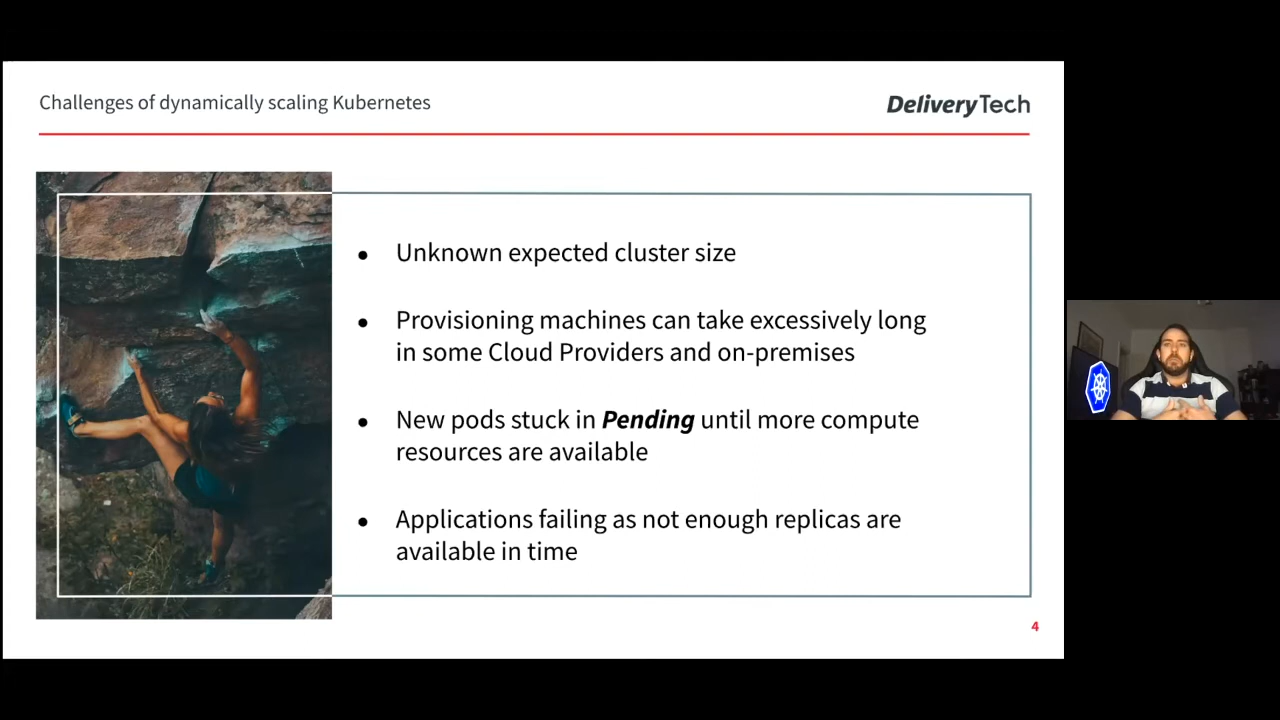 Challenges of dynamically scaling Kubernetes
DeliveryTech
● Unknown expected cluster size
● Provisioning machines can take excessively long
in some Cloud Providers and on-premises
● New pods stuck in Pending until more compute
resources are available
● Applications failing as not enough replicas are
available in time
4